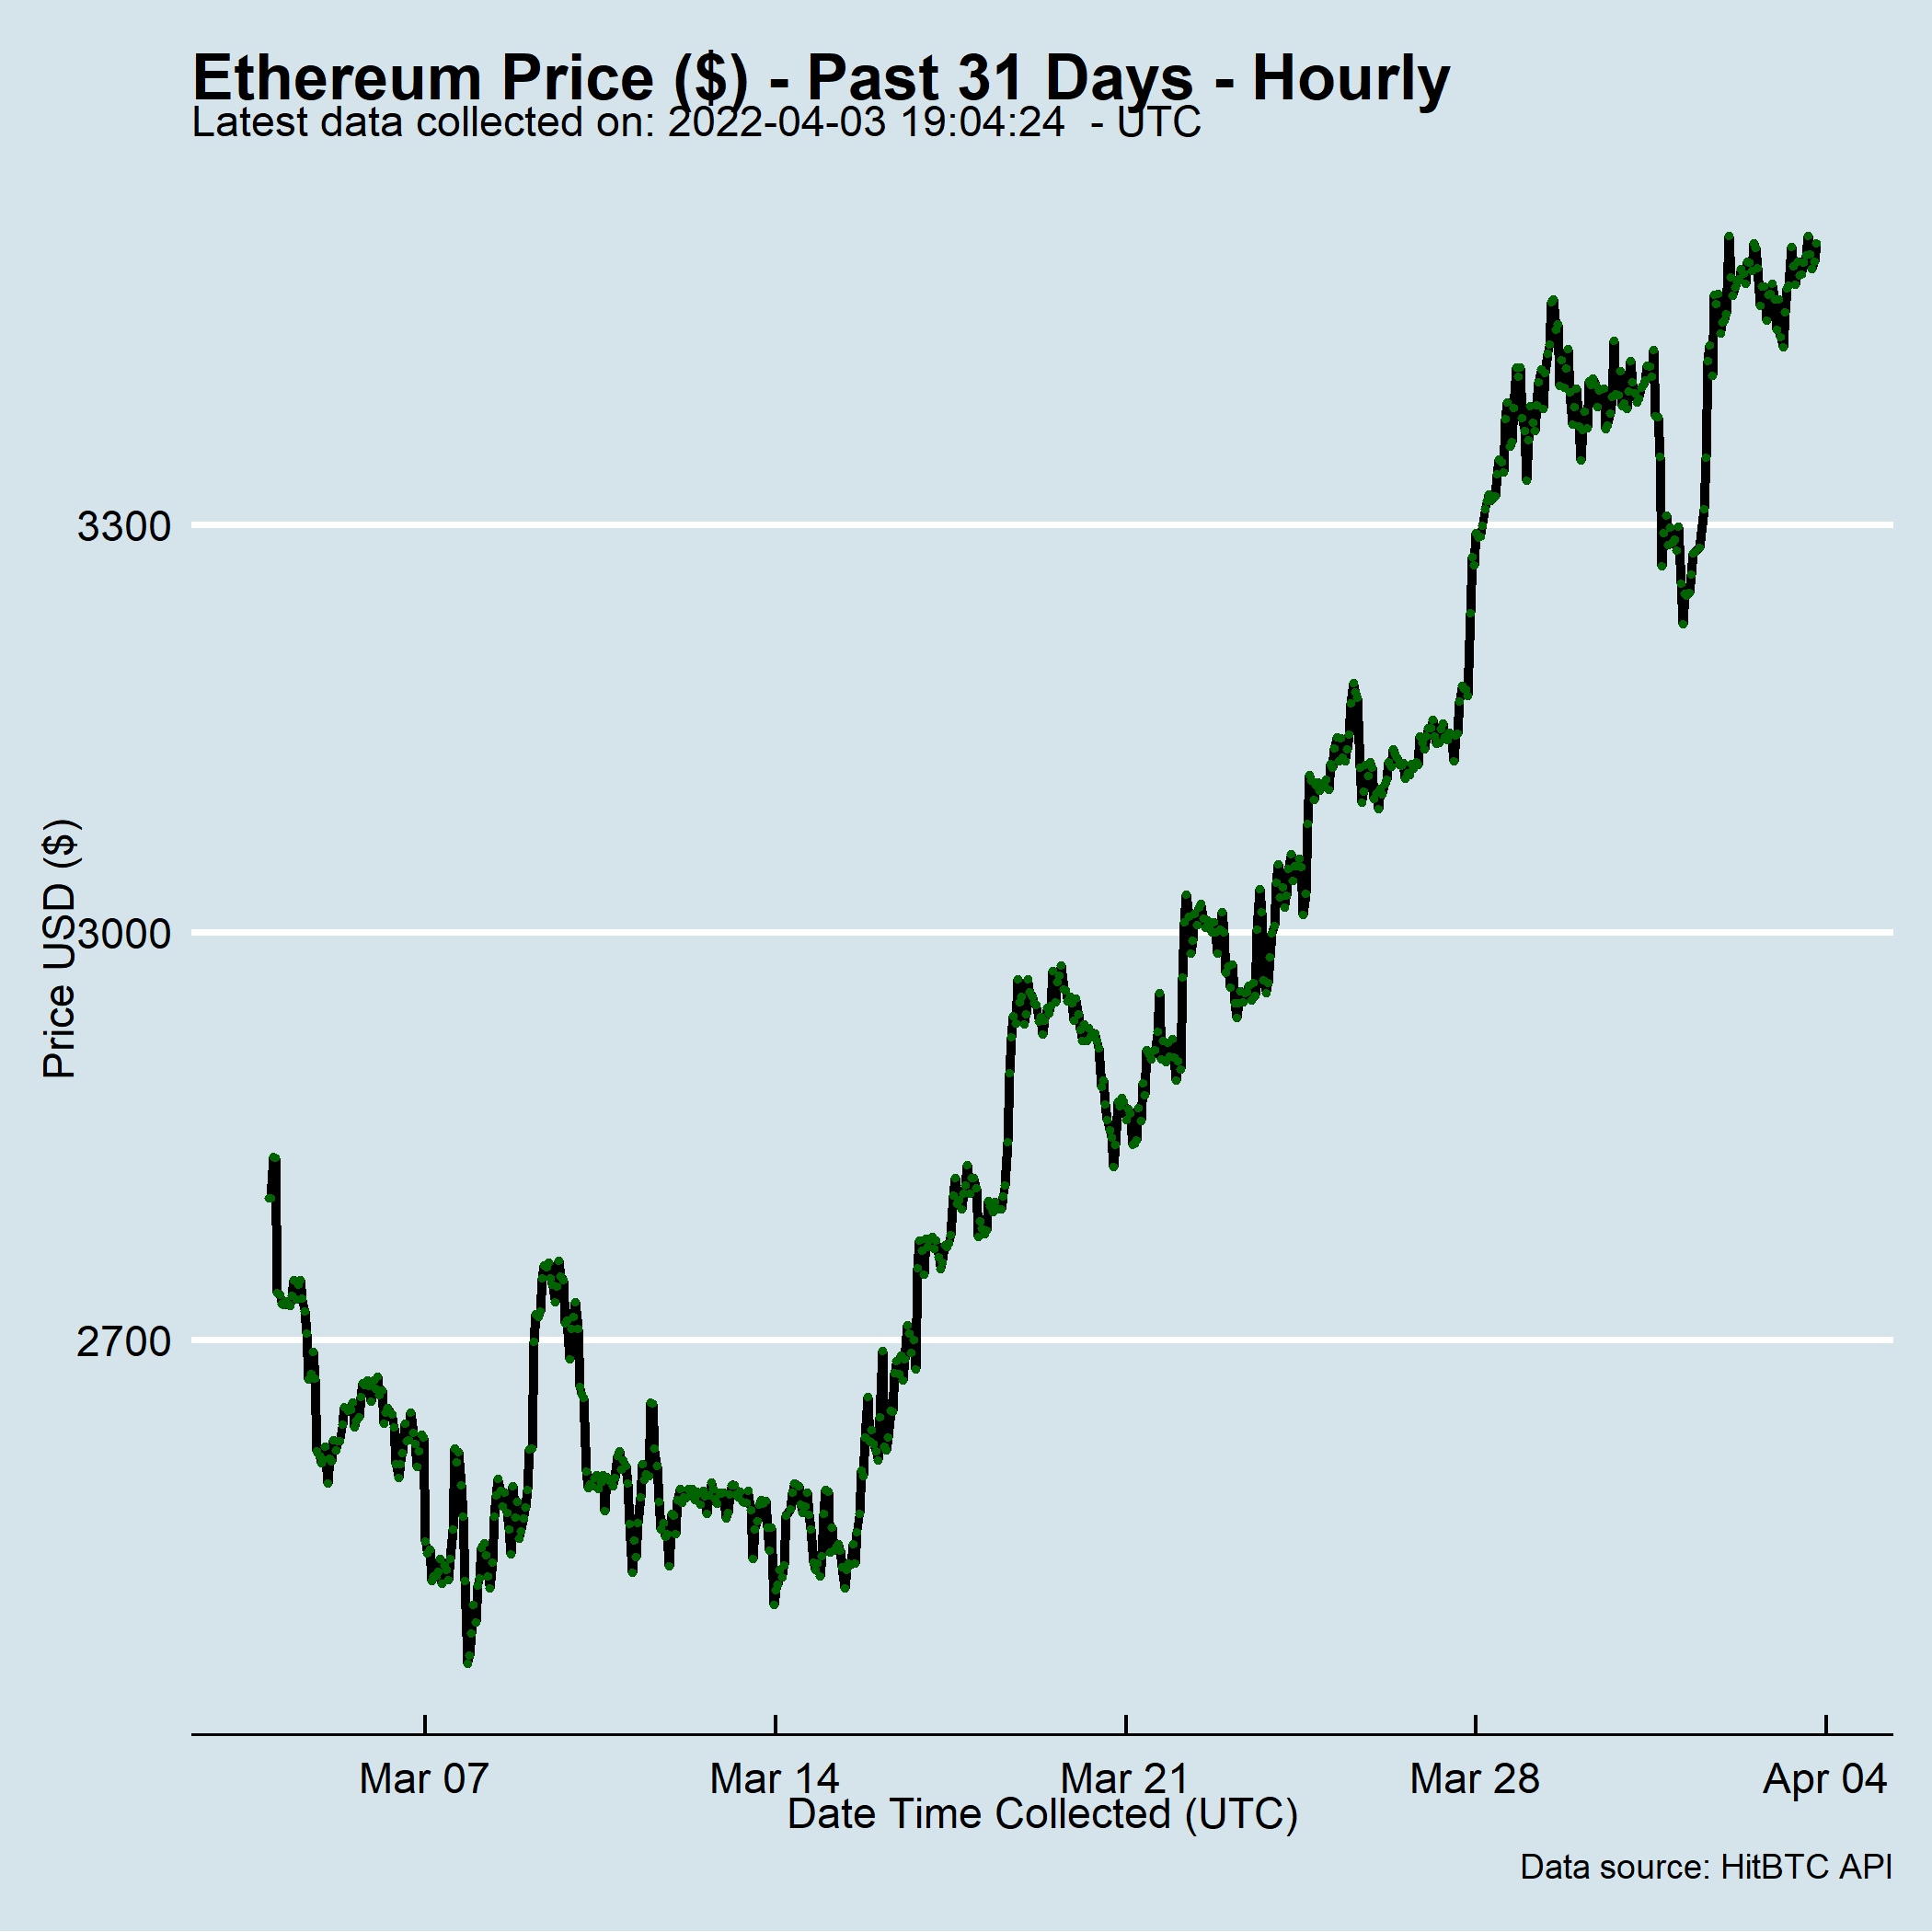 Ethereum Price ($) - Past 31 Days - Hourly
Latest data collected on: 2022-04-03 19:04:24  - UTC
Price USD ($)
3300
3000
2700
Mar 07
Mar 14
Mar 21
Mar 28
Apr 04
Date Time Collected (UTC)
Data source: HitBTC API